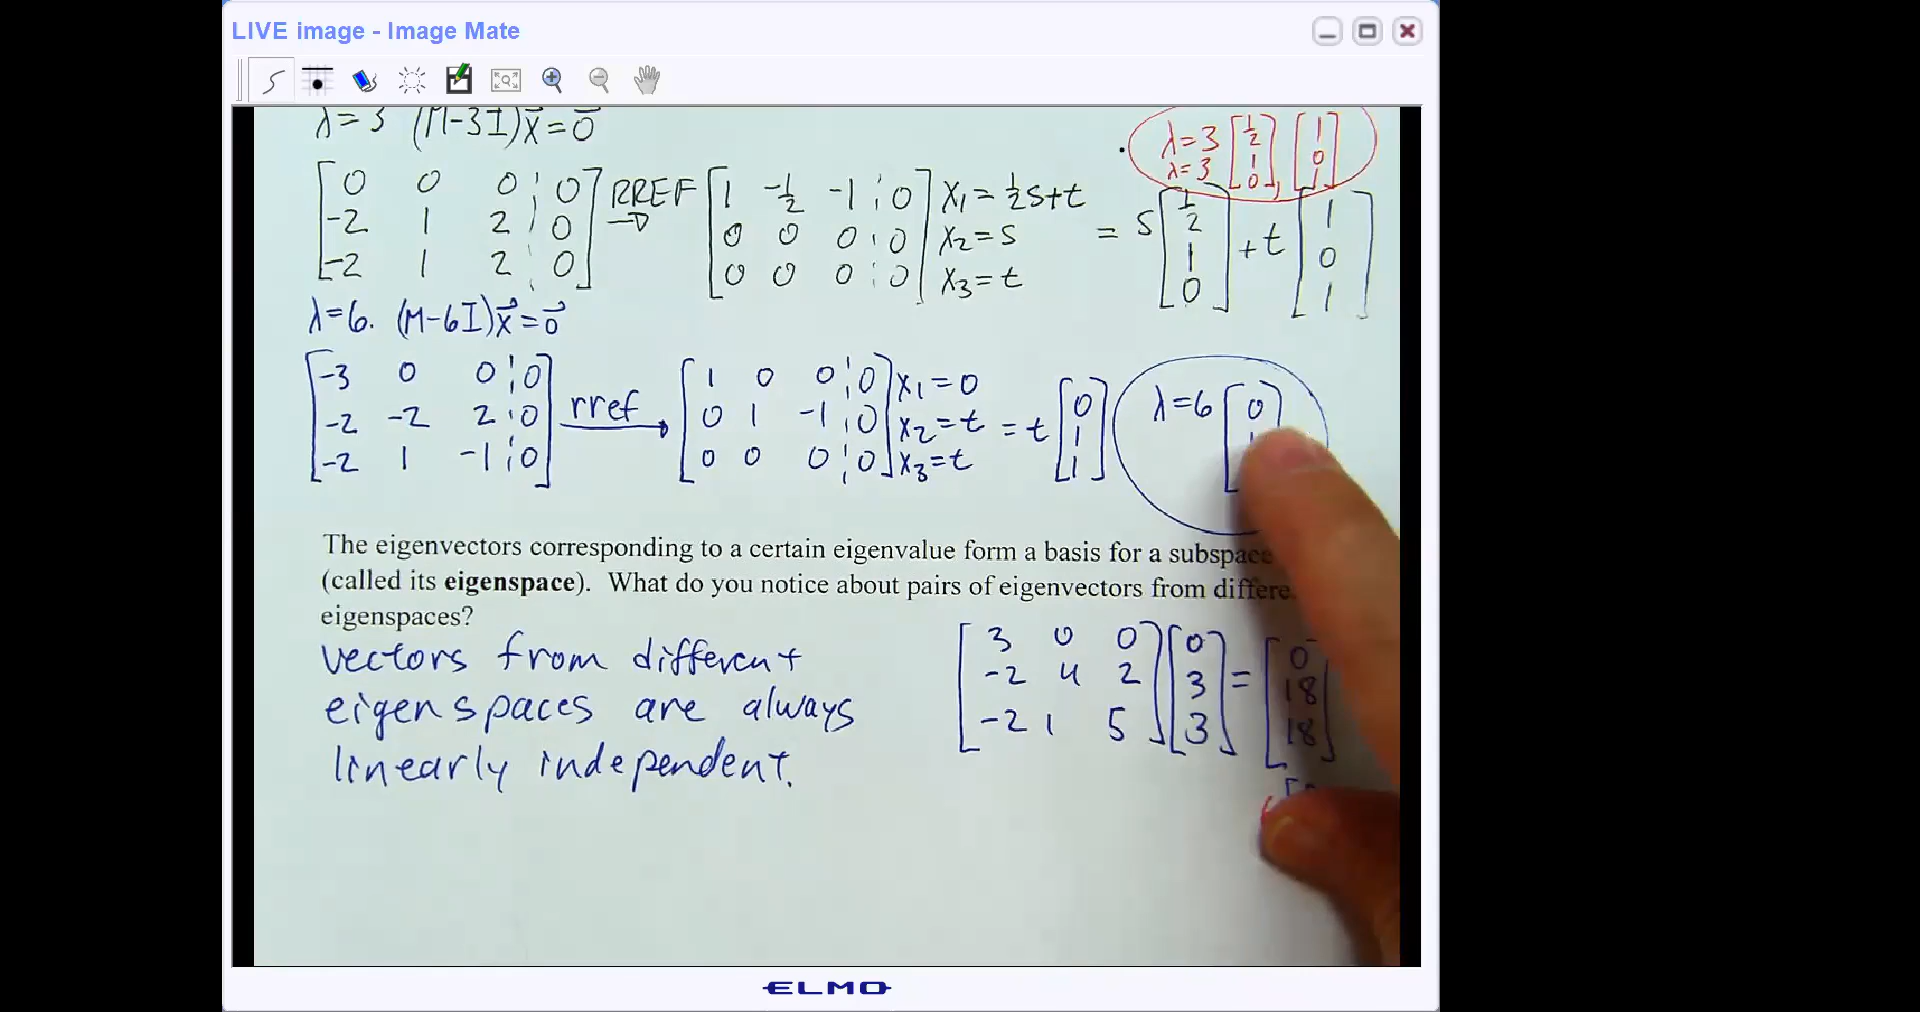 LIVE image - Image Mate
λ=3 (M-3I)x̄=0̄
λ=3 [½ 1 0], [1 0 1]
λ=3
[0 0 0 ¦ 0] RREF [1 -½ -1 ¦ 0] x₁=½s+t
[-2 1 2 ¦ 0] → [0 0 0 ¦ 0] x₂=s = s[½ 1 0] + t[1 0 1]
[-2 1 2 ¦ 0] [0 0 0 ¦ 0] x₃=t
λ=6. (M-6I)x⃗=0⃗
[-3 0 0 ¦ 0] rref [1 0 0 ¦ 0] x₁=0
[-2 -2 2 ¦ 0] → [0 1 -1 ¦ 0] x₂=t = t[0 1 1] λ=6 [0
[-2 1 -1 ¦ 0] [0 0 0 ¦ 0] x₃=t
The eigenvectors corresponding to a certain eigenvalue form a basis for a subspace
(called its eigenspace). What do you notice about pairs of eigenvectors from
eigenspaces?
vectors from different
eigenspaces are always
linearly independent.
[3 0 0] [0] [0]
[-2 4 2] [3] = [18]
[-2 1 5] [3] [18]
ELMO